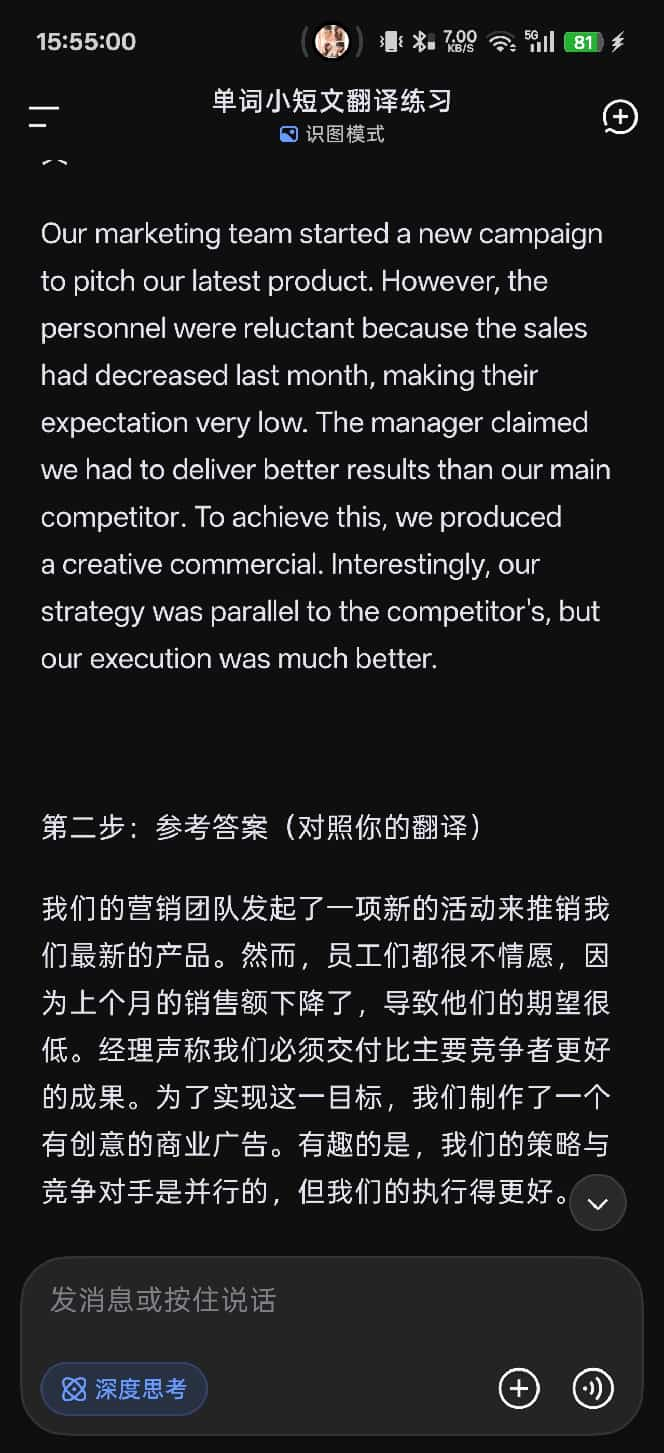 15:55:00
7.00
KB/S
5G
81
单词小短文翻译练习
识图模式
Our marketing team started a new campaign
to pitch our latest product. However, the
personnel were reluctant because the sales
had decreased last month, making their
expectation very low. The manager claimed
we had to deliver better results than our main
competitor. To achieve this, we produced
a creative commercial. Interestingly, our
strategy was parallel to the competitor's, but
our execution was much better.
第二步：参考答案（对照你的翻译）
我们的营销团队发起了一项新的活动来推销我
们最新的产品。然而，员工们都很不情愿，因
为上个月的销售额下降了，导致他们的期望很
低。经理声称我们必须交付比主要竞争者更好
的成果。为了实现这一目标，我们制作了一个
有创意的商业广告。有趣的是，我们的策略与
竞争对手是并行的，但我们的执行得更好。
发消息或按住说话
深度思考